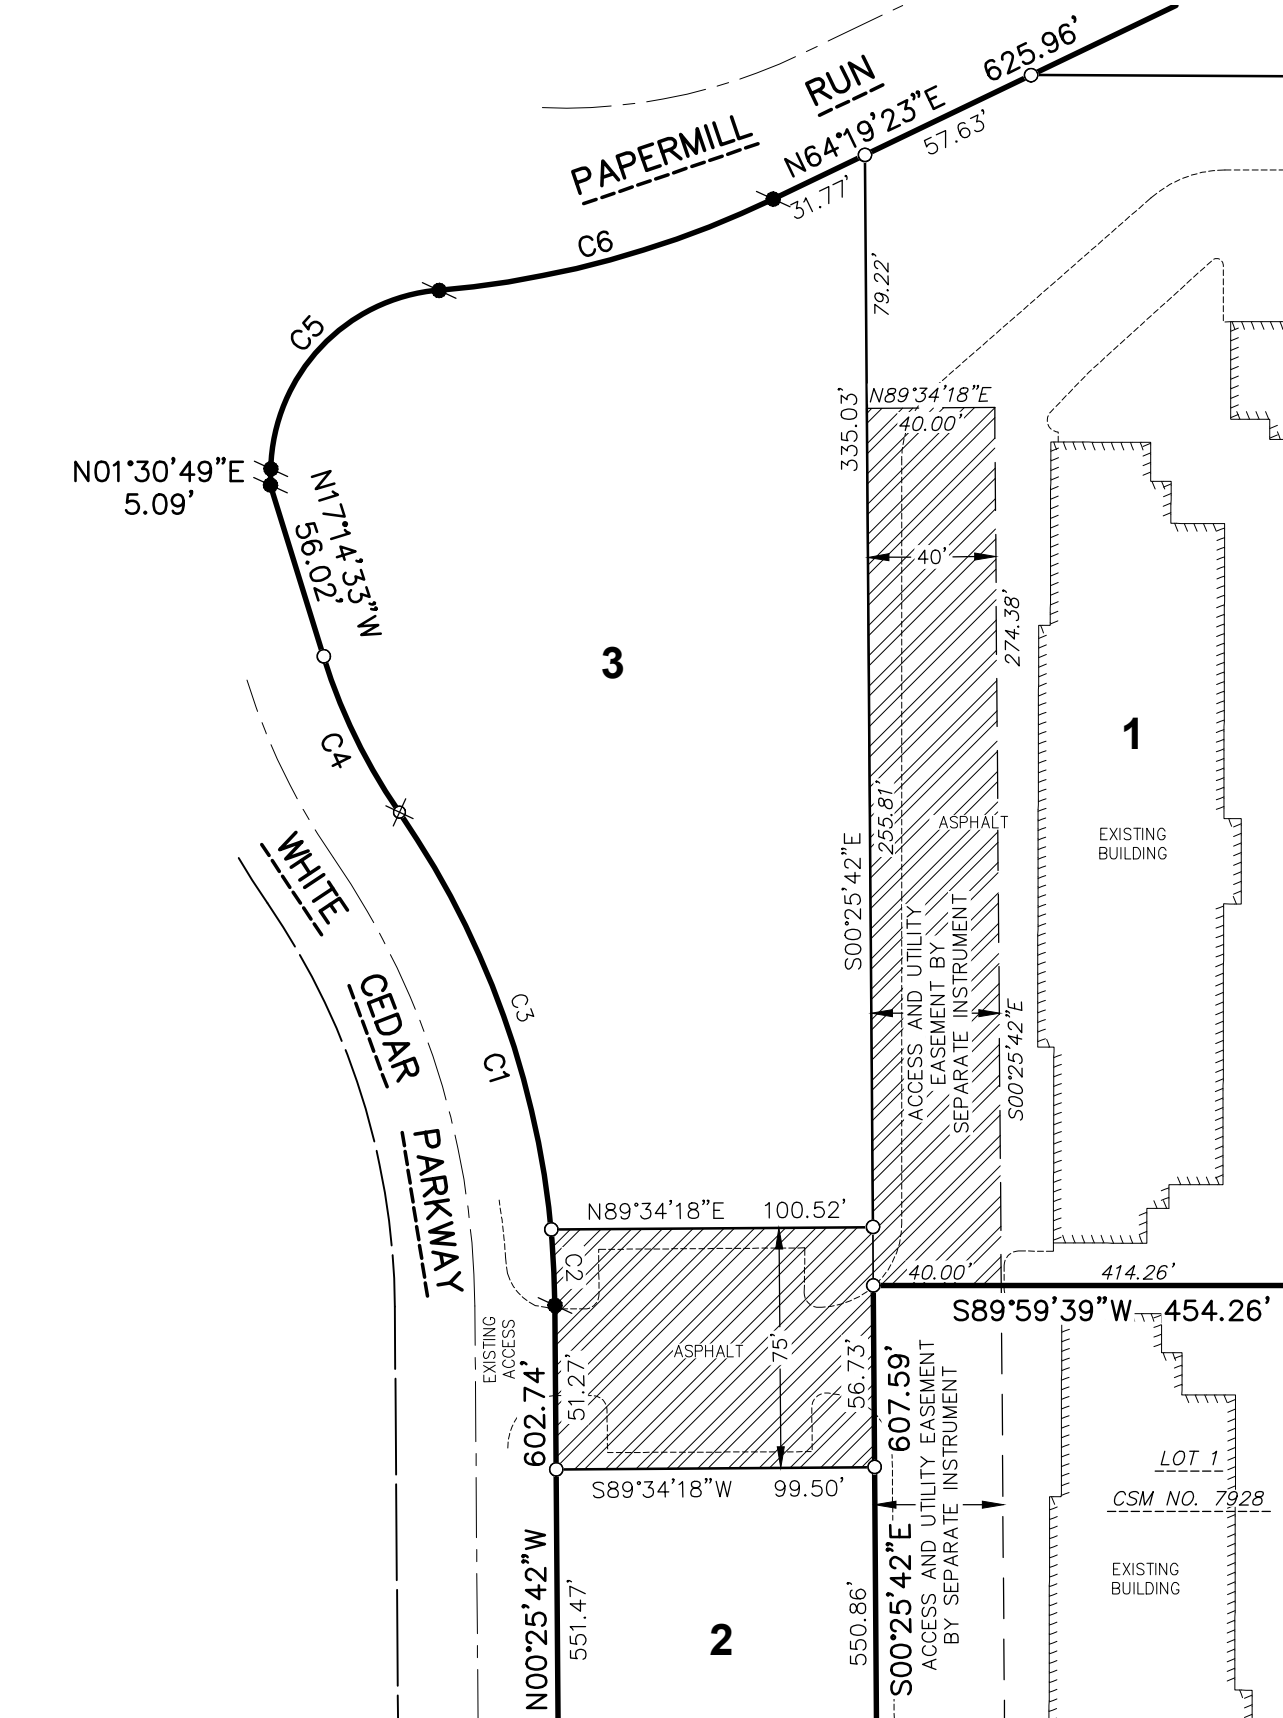 625.96'
RUN
N64°19'23"E
57.63'
PAPERMILL
31.77'
C6
79.22'
C5
N89°34'18"E
40.00'
335.03'
N01°30'49"E
5.09'
N17°14'33"W
56.02'
40'
274.38'
3
1
C4
255.81'
ASPHALT
EXISTING
BUILDING
S00°25'42"E
WHITE
CEDAR
PARKWAY
ACCESS AND UTILITY
EASEMENT BY
SEPARATE INSTRUMENT
S00°25'42"E
C3
C1
N89°34'18"E 100.52'
C2
40.00'
414.26'
S89°59'39"W 454.26'
EXISTING
ACCESS
ASPHALT
75'
56.73'
51.27'
602.74'
607.59'
ACCESS AND UTILITY EASEMENT
BY SEPARATE INSTRUMENT
LOT 1
CSM NO. 7928
S89°34'18"W 99.50'
N00°25'42"W
551.47'
2
550.86'
S00°25'42"E
EXISTING
BUILDING